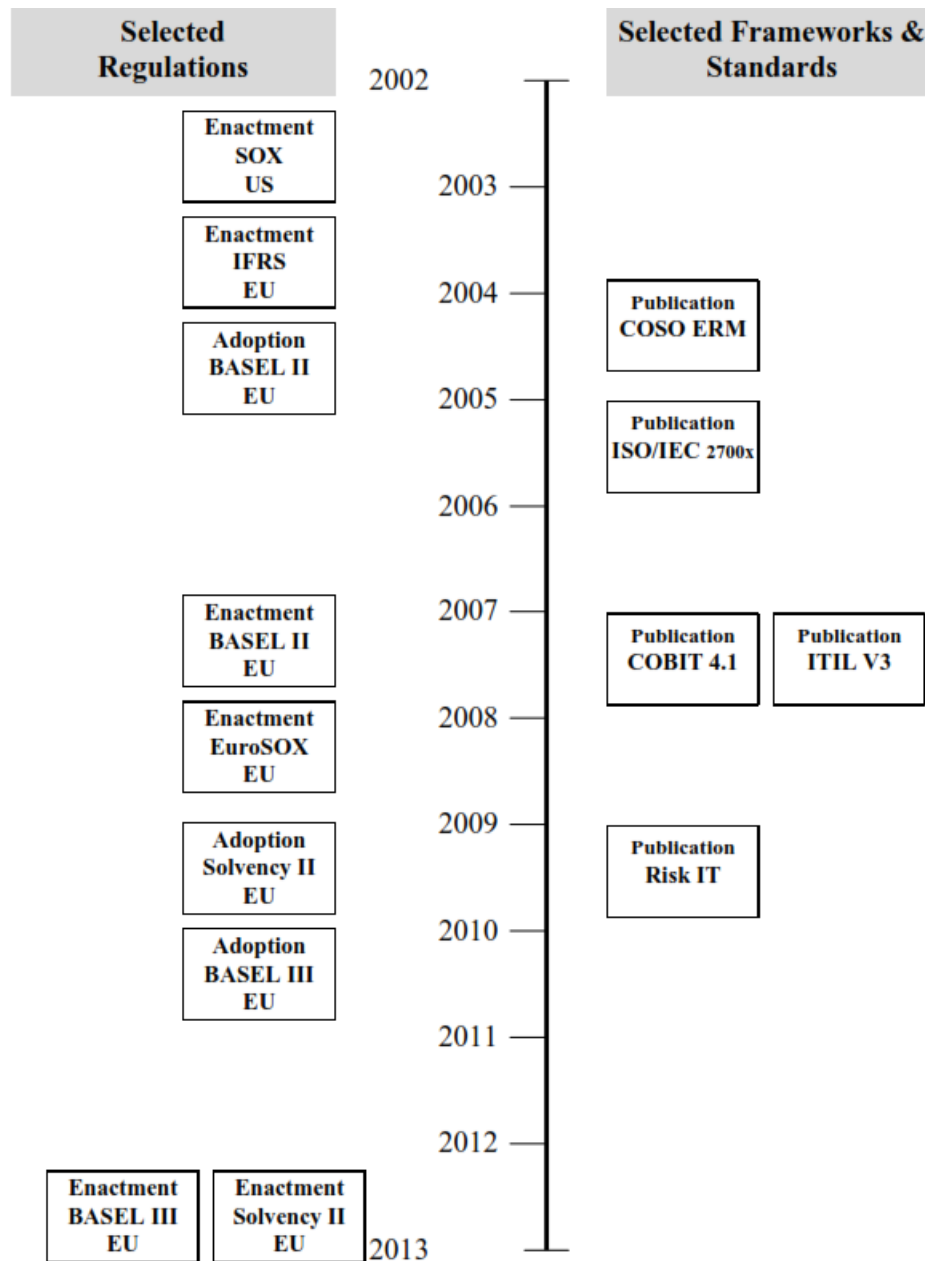 Selected
Regulations
Selected Frameworks &
Standards
2002
Enactment
SOX
US
2003
Enactment
IFRS
EU
2004
Publication
COSO ERM
Adoption
BASEL II
EU
2005
Publication
ISO/IEC 2700x
2006
Enactment
BASEL II
EU
2007
Publication
COBIT 4.1
Publication
ITIL V3
Enactment
EuroSOX
EU
2008
2009
Adoption
Solvency II
EU
Publication
Risk IT
2010
Adoption
BASEL III
EU
2011
2012
Enactment
BASEL III
EU
Enactment
Solvency II
EU
2013